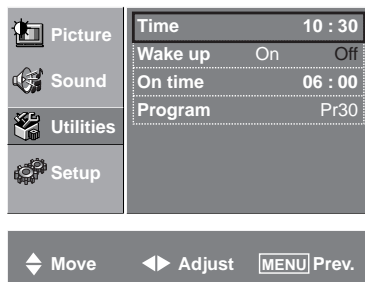 Picture
Sound
Utilities
Setup
Time 10 : 30
Wake up On Off
On time 06 : 00
Program Pr30
Move Adjust MENU Prev.